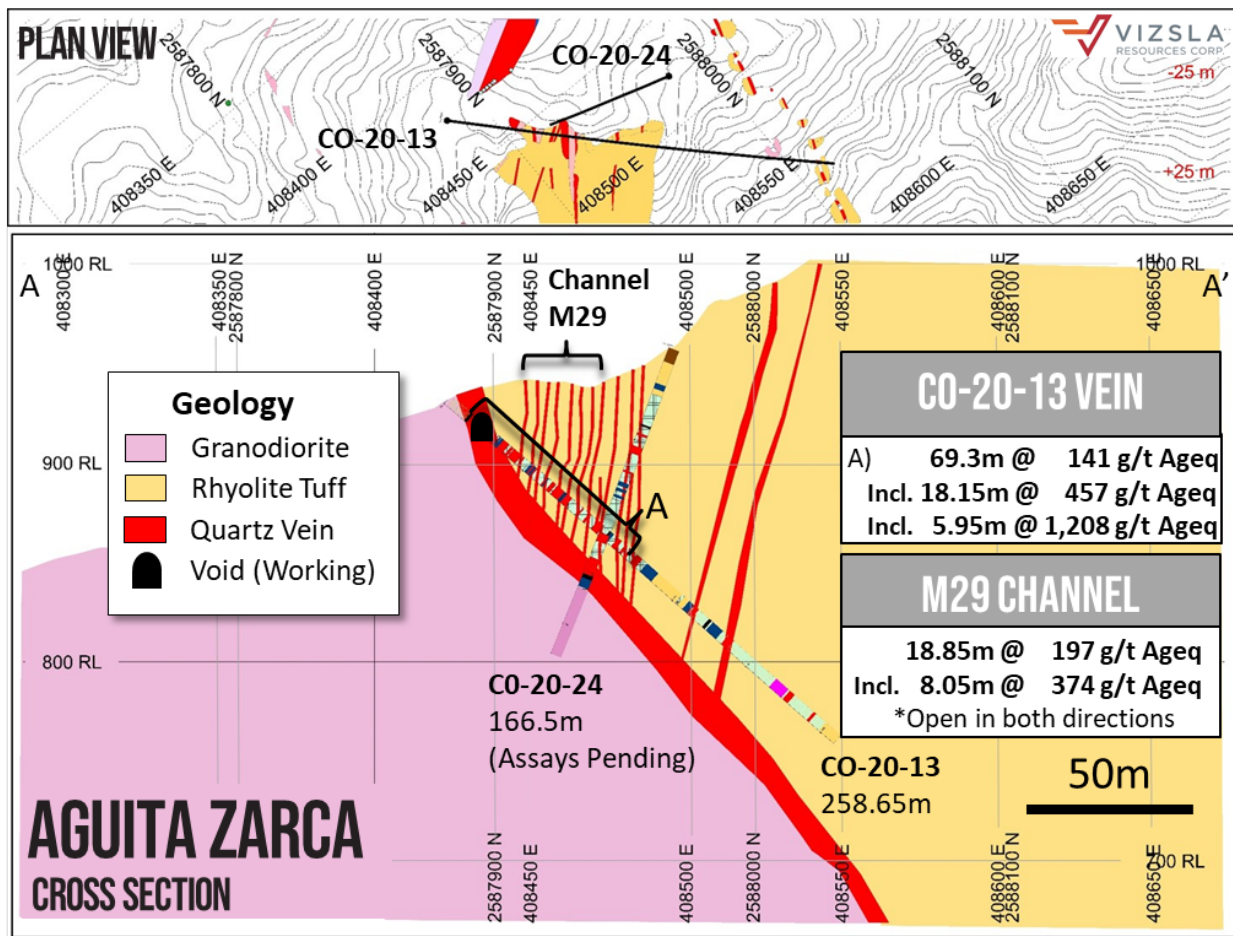 PLAN VIEW
VIZSLA
RESOURCES CORP.
2587800 N
2587900 N
CO-20-24
2588000 N
2588100 N
-25 m
CO-20-13
408350 E
408400 E
408450 E
408500 E
408550 E
408600 E
408650 E
+25 m
A
1000 RL
408300 E
408350 E
2587800 N
408400 E
2587900 N
408450 E
Channel
M29
408500 E
2588000 N
408550 E
408600 E
2588100 N
408650 E
1000 RL
A'
Geology
Granodiorite
Rhyolite Tuff
Quartz Vein
Void (Working)
900 RL
A
C0-20-13 VEIN
A) 69.3m @ 141 g/t Ageq
Incl. 18.15m @ 457 g/t Ageq
Incl. 5.95m @ 1,208 g/t Ageq
M29 CHANNEL
18.85m @ 197 g/t Ageq
Incl. 8.05m @ 374 g/t Ageq
*Open in both directions
800 RL
C0-20-24
166.5m
(Assays Pending)
CO-20-13
258.65m
50m
AGUITA ZARCA
CROSS SECTION
2587900 N
408450 E
408500 E
2588000 N
408550 E
408600 E
2588100 N
408650 E
700 RL